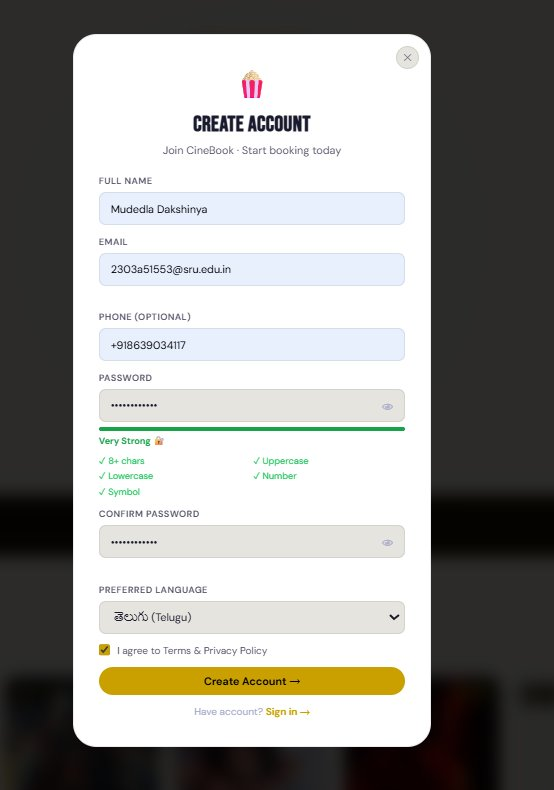 CREATE ACCOUNT
Join CineBook · Start booking today
FULL NAME
Mudedla Dakshinya
EMAIL
2303a51553@sru.edu.in
PHONE (OPTIONAL)
+918639034117
PASSWORD
••••••••••••
Very Strong 🔐
✓ 8+ chars ✓ Uppercase
✓ Lowercase ✓ Number
✓ Symbol
CONFIRM PASSWORD
••••••••••••
PREFERRED LANGUAGE
తెలుగు (Telugu)
I agree to Terms & Privacy Policy
Create Account →
Have account? Sign in →